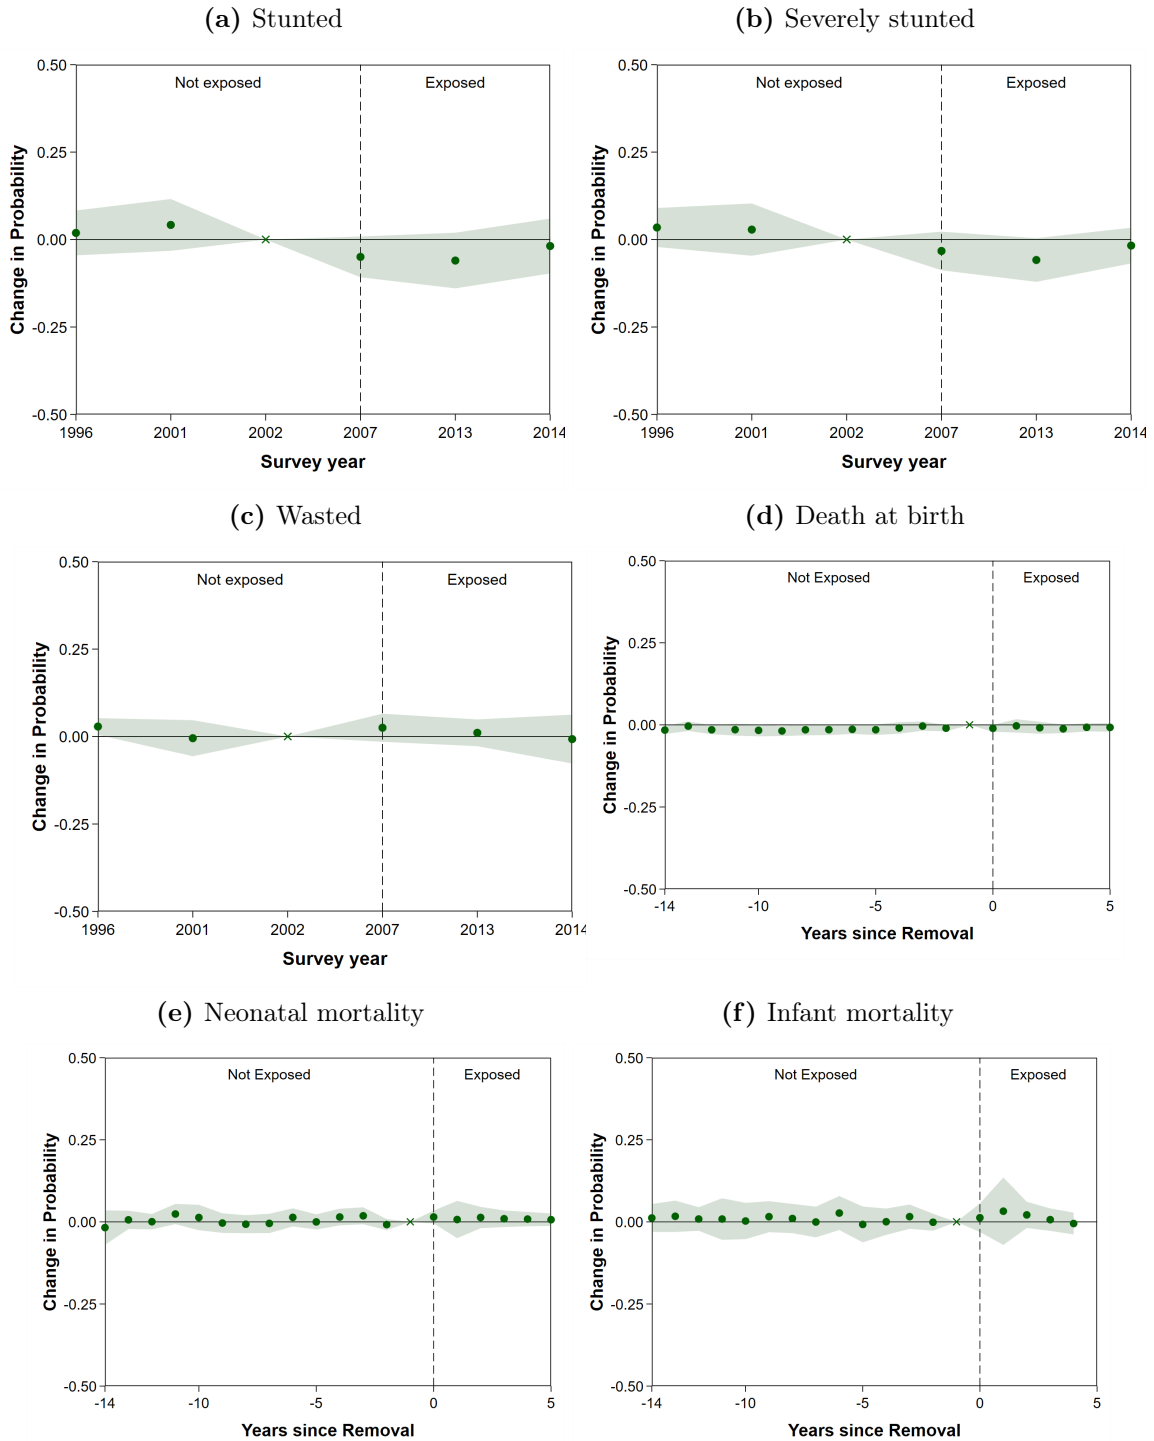 (a) Stunted
0.50
Not exposed
Exposed
0.25
0.00
-0.25
-0.50
Change in Probability
1996 2001 2002 2007 2013 2014
Survey year
(b) Severely stunted
0.50
Not exposed
Exposed
0.25
0.00
-0.25
-0.50
Change in Probability
1996 2001 2002 2007 2013 2014
Survey year
(c) Wasted
0.50
Not exposed
Exposed
0.25
0.00
-0.25
-0.50
Change in Probability
1996 2001 2002 2007 2013 2014
Survey year
(d) Death at birth
0.50
Not Exposed
Exposed
0.25
0.00
-0.25
-0.50
Change in Probability
-14 -10 -5 0 5
Years since Removal
(e) Neonatal mortality
0.50
Not Exposed
Exposed
0.25
0.00
-0.25
-0.50
Change in Probability
-14 -10 -5 0 5
Years since Removal
(f) Infant mortality
0.50
Not Exposed
Exposed
0.25
0.00
-0.25
-0.50
Change in Probability
-14 -10 -5 0 5
Years since Removal